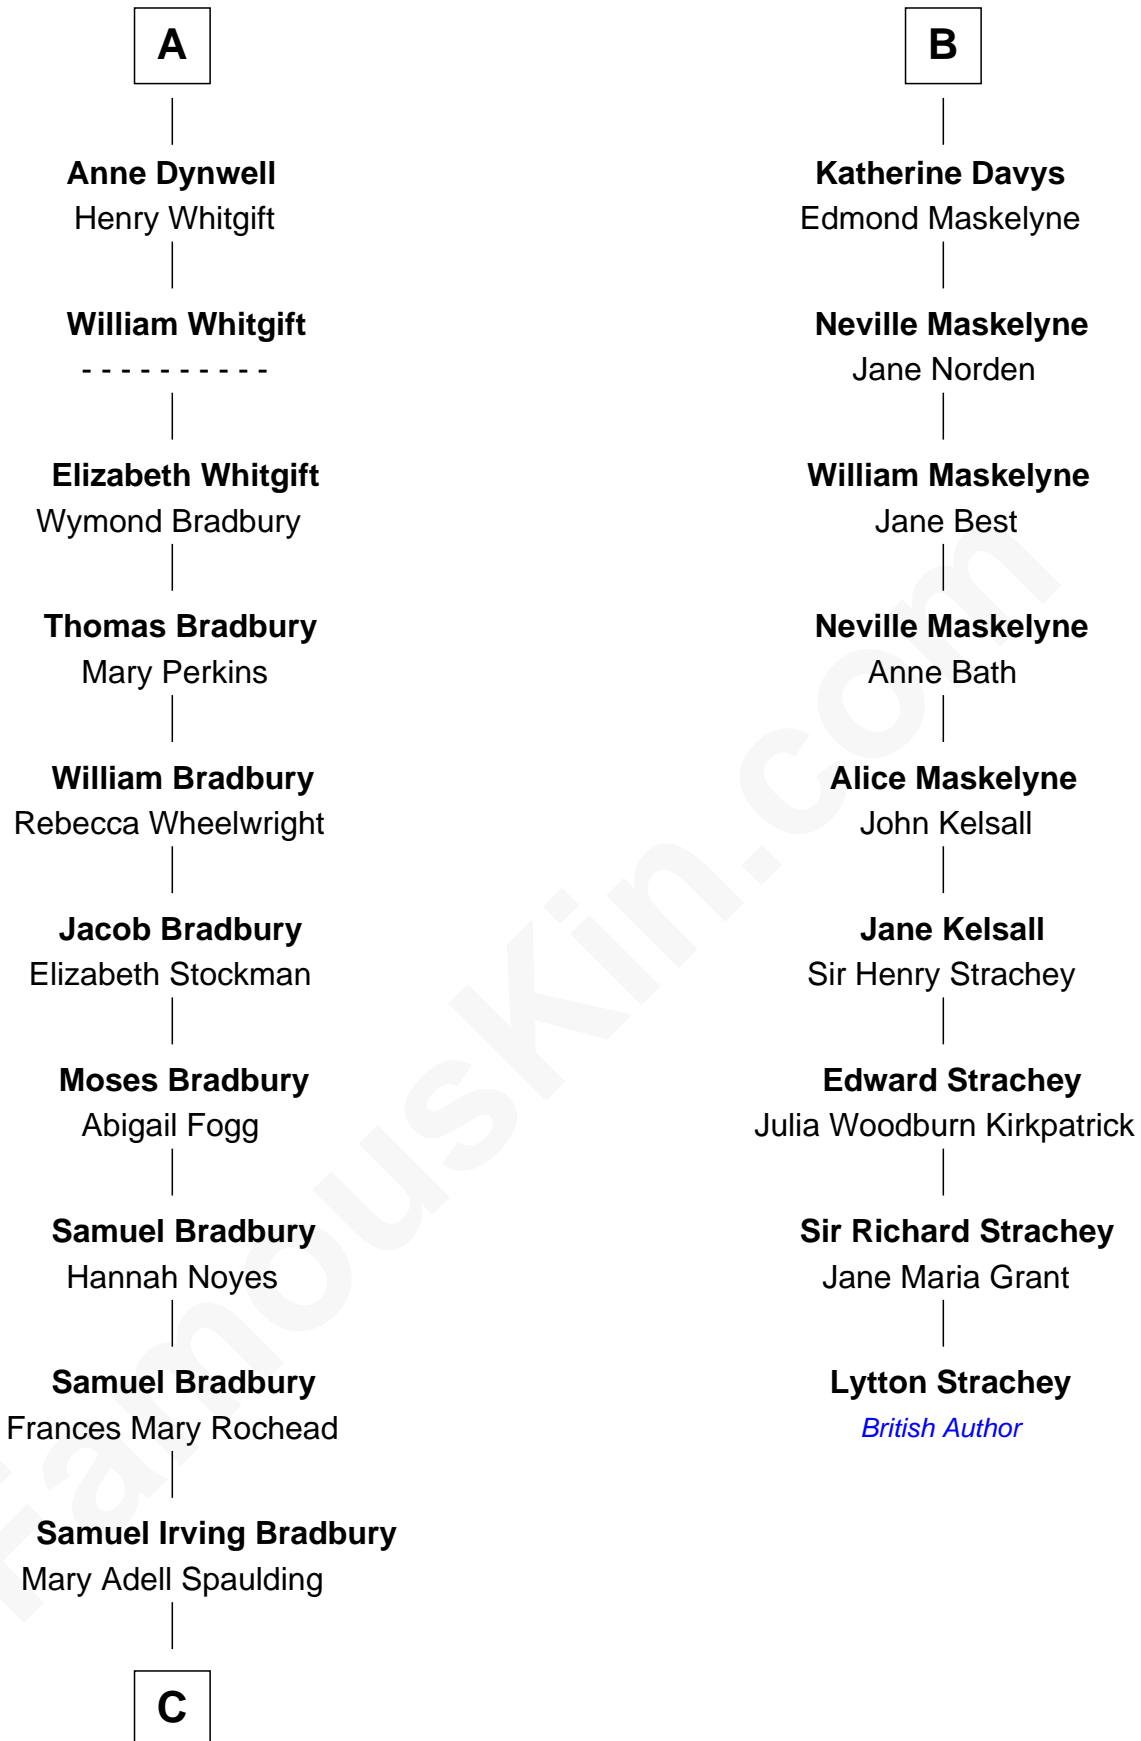 A
Anne Dynwell
Henry Whitgift
William Whitgift
- - - - - - - - - -
Elizabeth Whitgift
Wymond Bradbury
Thomas Bradbury
Mary Perkins
William Bradbury
Rebecca Wheelwright
Jacob Bradbury
Elizabeth Stockman
Moses Bradbury
Abigail Fogg
Samuel Bradbury
Hannah Noyes
Samuel Bradbury
Frances Mary Rochead
Samuel Irving Bradbury
Mary Adell Spaulding
C
B
Katherine Davys
Edmond Maskelyne
Neville Maskelyne
Jane Norden
William Maskelyne
Jane Best
Neville Maskelyne
Anne Bath
Alice Maskelyne
John Kelsall
Jane Kelsall
Sir Henry Strachey
Edward Strachey
Julia Woodburn Kirkpatrick
Sir Richard Strachey
Jane Maria Grant
Lytton Strachey
British Author
FamousKin.com